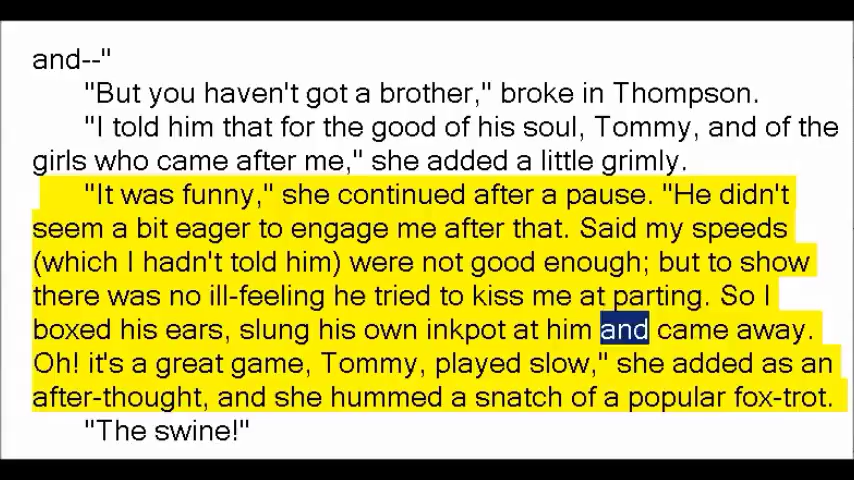 and--"
"But you haven't got a brother," broke in Thompson.
"I told him that for the good of his soul, Tommy, and of the
girls who came after me," she added a little grimly.
"It was funny," she continued after a pause. "He didn't
seem a bit eager to engage me after that. Said my speeds
(which I hadn't told him) were not good enough; but to show
there was no ill-feeling he tried to kiss me at parting. So I
boxed his ears, slung his own inkpot at him and came away.
Oh! it's a great game, Tommy, played slow," she added as an
after-thought, and she hummed a snatch of a popular fox-trot.
"The swine!"